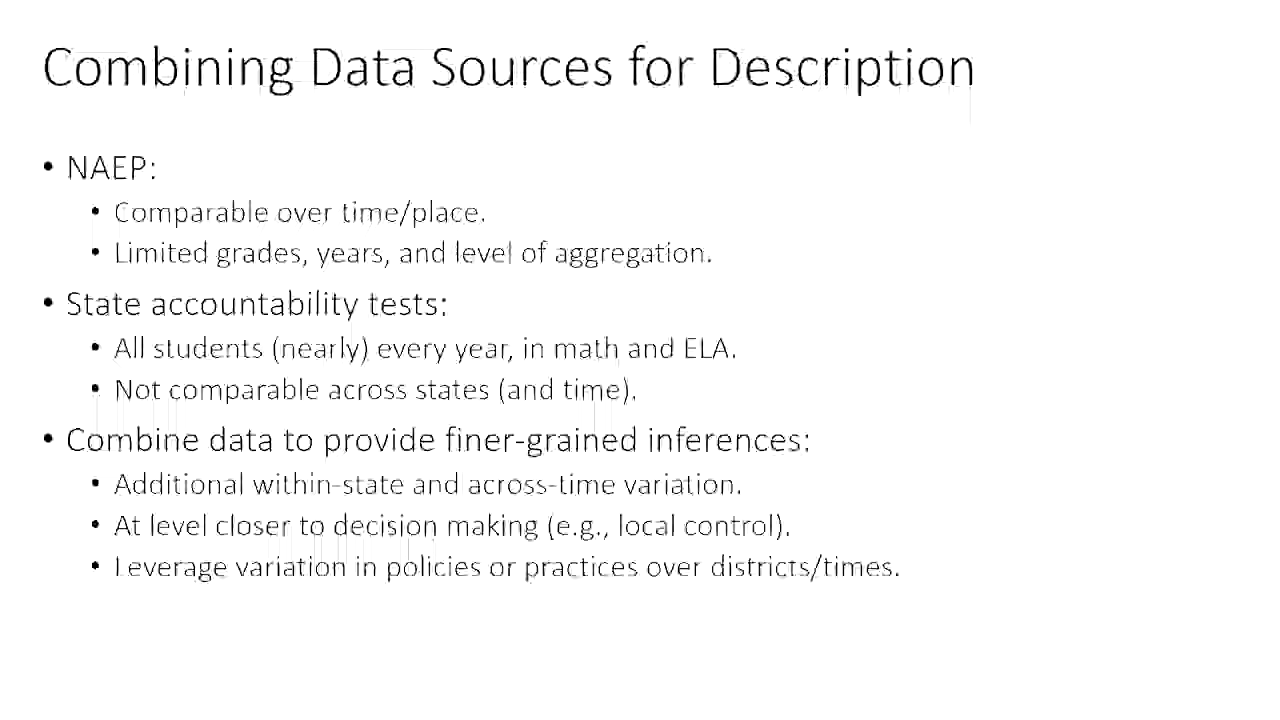 Combining Data Sources for Description
• NAEP:
• Comparable over time/place.
• Limited grades, years, and level of aggregation.
• State accountability tests:
• All students (nearly) every year, in math and ELA.
• Not comparable across states (and time).
• Combine data to provide finer-grained inferences:
• Additional within-state and across-time variation.
• At level closer to decision making (e.g., local control).
• Leverage variation in policies or practices over districts/times.